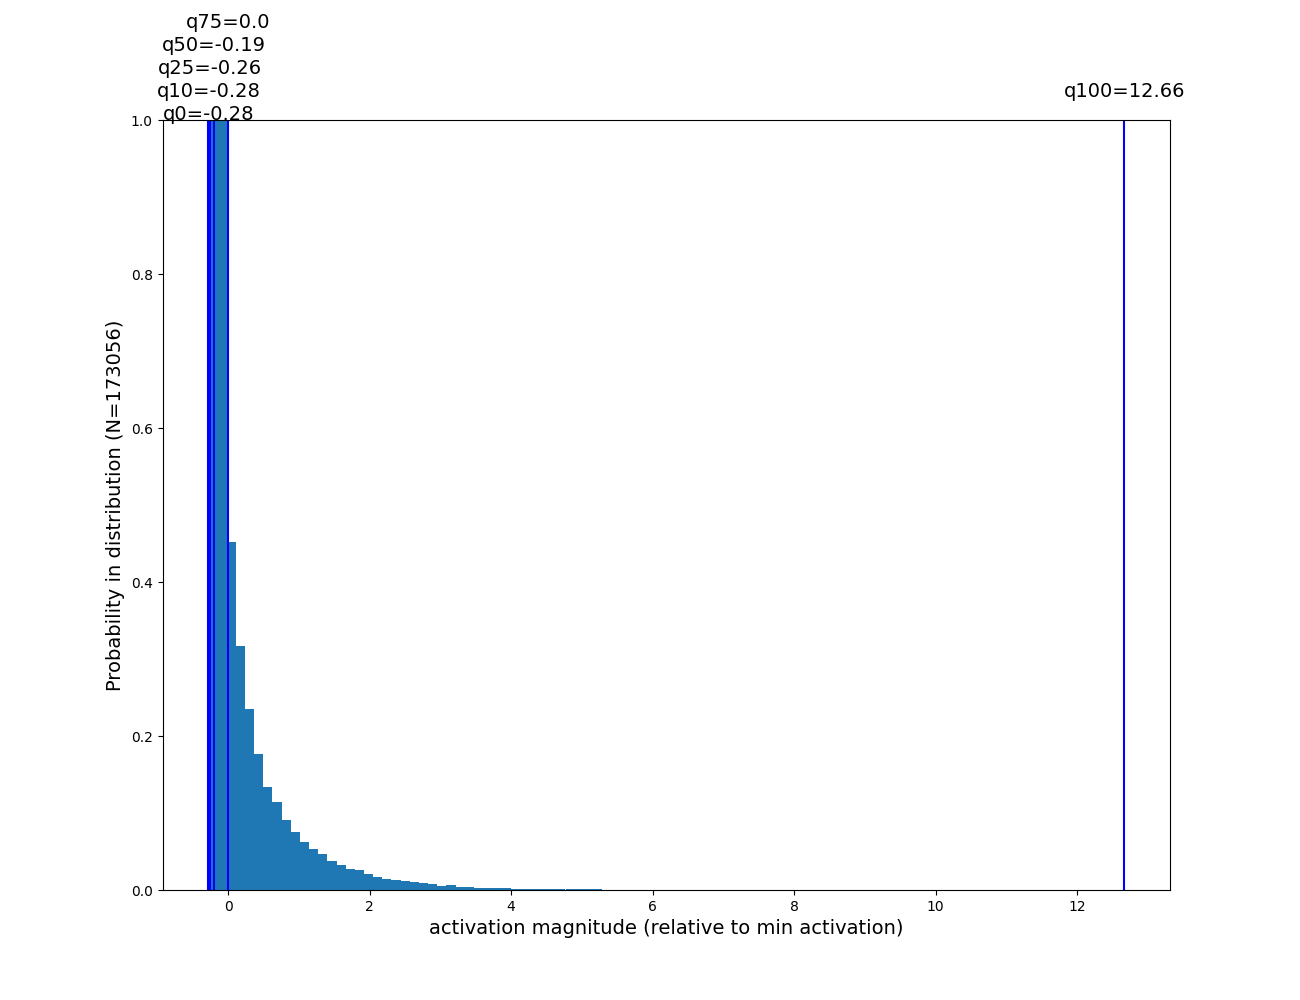 q75=0.0
q50=-0.19
q25=-0.26
q10=-0.28
q100=12.66
q0=-0.28
1.0
0.8
0.6
0.4
0.2
0.0
Probability in distribution (N=173056)
0 2 4 6 8 10 12
activation magnitude (relative to min activation)